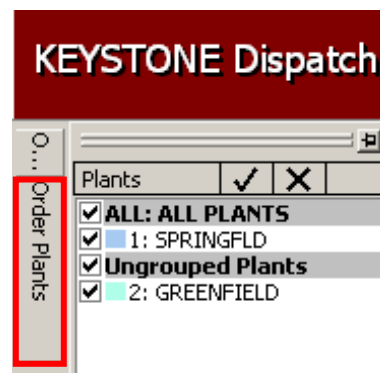 KEYSTONE Dispatch
O...
Order Plants
Plants
ALL: ALL PLANTS
1: SPRINGFLD
Ungrouped Plants
2: GREENFIELD